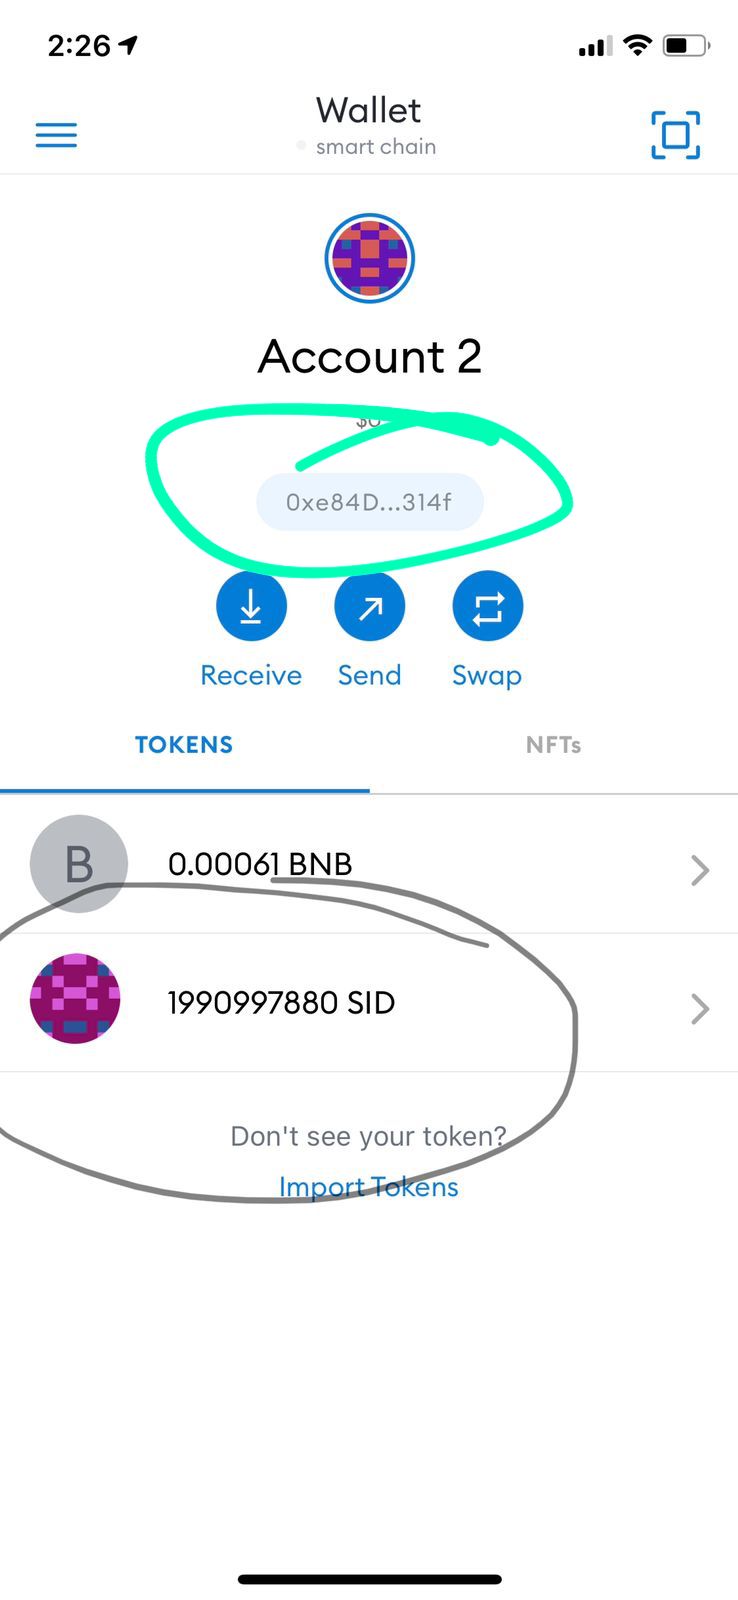 2:26
Wallet
smart chain
Account 2
$0
0xe84D...314f
Receive Send Swap
TOKENS NFTs
B 0.00061 BNB
1990997880 SID
Don't see your token?
Import Tokens